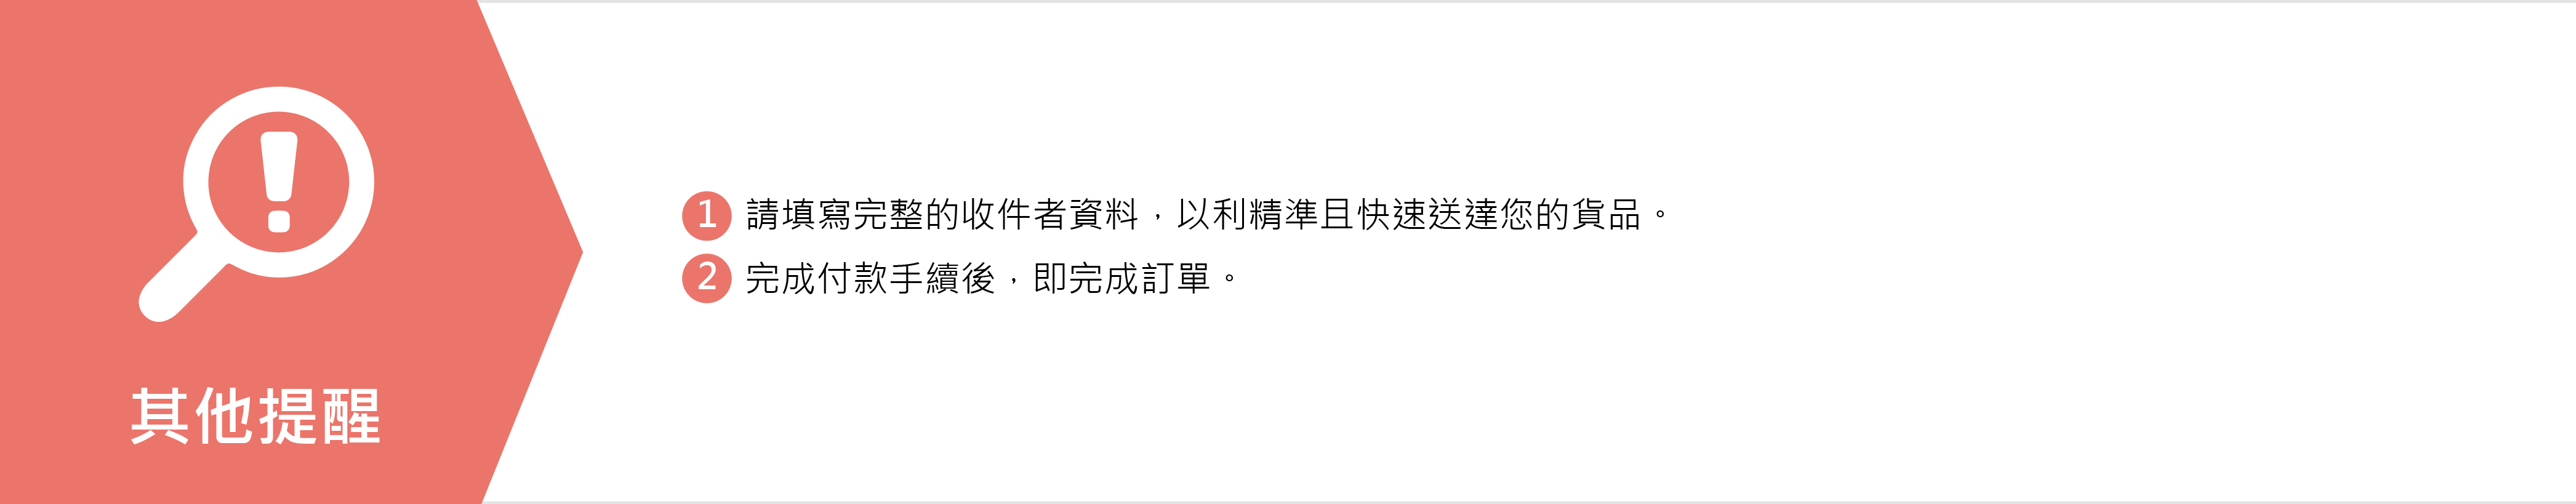 其他提醒
1 請填寫完整的收件者資料，以利精準且快速送達您的貨品。
2 完成付款手續後，即完成訂單。